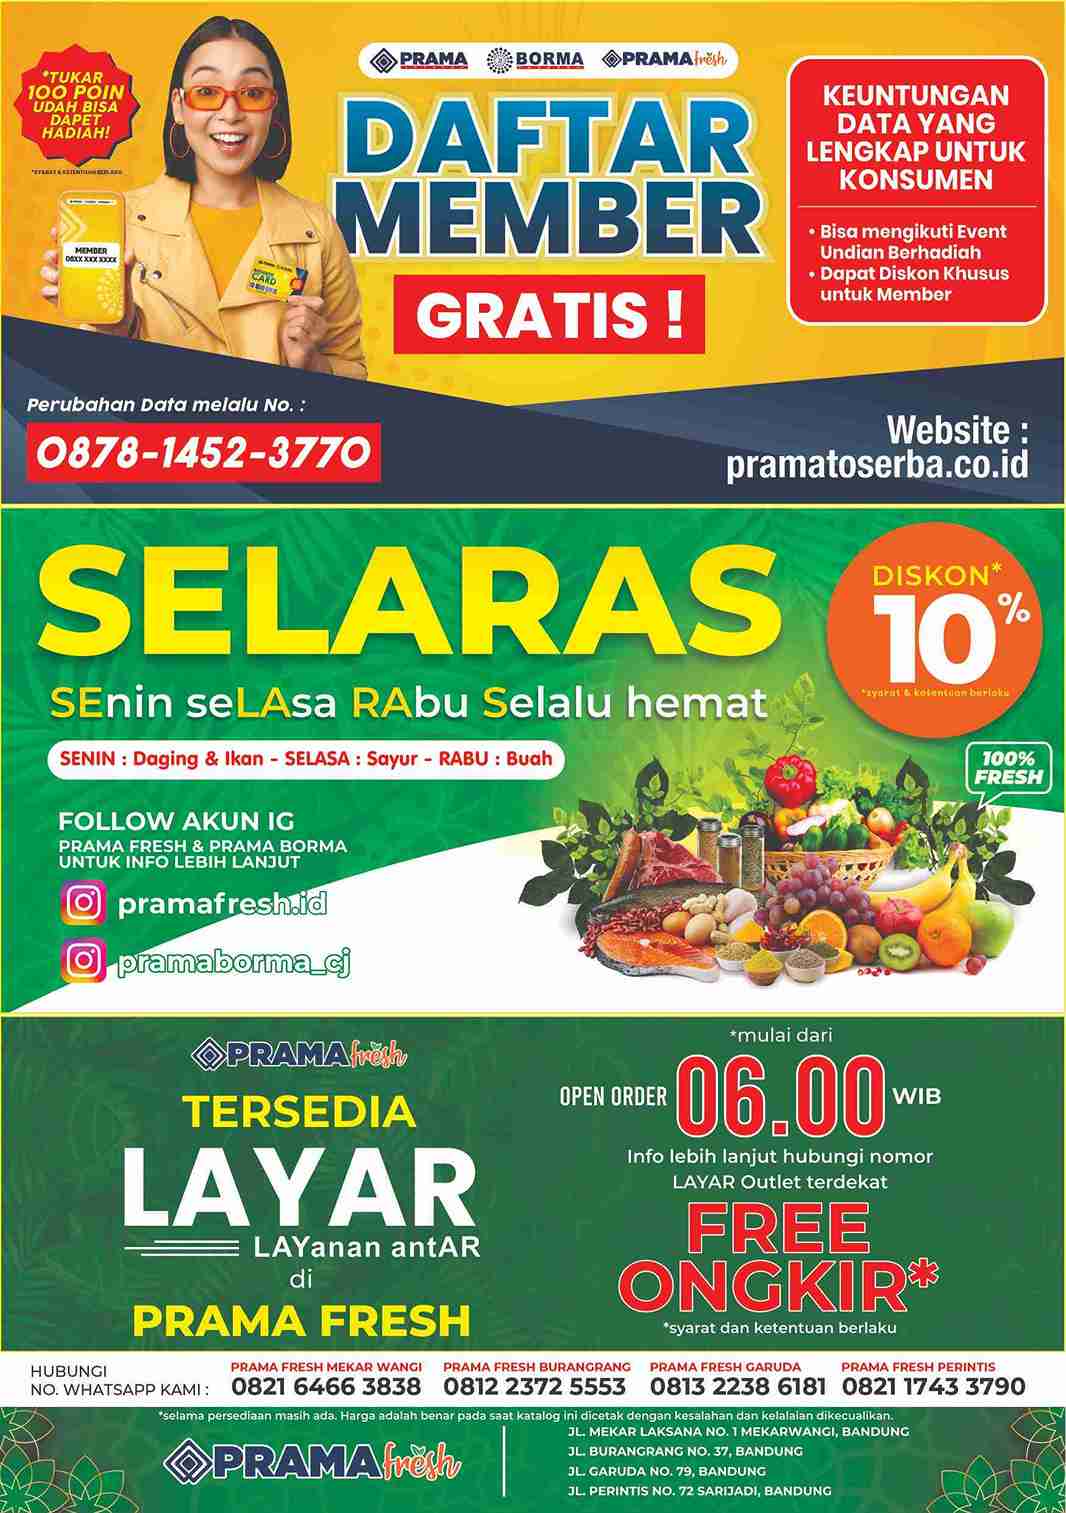 *TUKAR
100 POIN
UDAH BISA
DAPET
HADIAH!
*SYARAT & KETENTUAN BERLAKU
MEMBER
08XX XXX XXXX
CARD
PRAMA
BORMA
PRAMA fresh
DAFTAR
MEMBER
GRATIS !
KEUNTUNGAN
DATA YANG
LENGKAP UNTUK
KONSUMEN
• Bisa mengikuti Event
Undian Berhadiah
• Dapat Diskon Khusus
untuk Member
Perubahan Data melalu No. :
0878-1452-3770
Website :
pramatoserba.co.id
SELARAS
SEnin seLAsa RAbu Selalu hemat
SENIN : Daging & Ikan - SELASA : Sayur - RABU : Buah
DISKON*
10%
*syarat & ketentuan berlaku
100%
FRESH
FOLLOW AKUN IG
PRAMA FRESH & PRAMA BORMA
UNTUK INFO LEBIH LANJUT
pramafresh.id
pramaborma_cj
PRAMA fresh
TERSEDIA
LAYAR
LAYanan antAR
di
PRAMA FRESH
*mulai dari
OPEN ORDER 06.00 WIB
Info lebih lanjut hubungi nomor
LAYAR Outlet terdekat
FREE
ONGKIR*
*syarat dan ketentuan berlaku
HUBUNGI
NO. WHATSAPP KAMI :
PRAMA FRESH MEKAR WANGI
0821 6466 3838
PRAMA FRESH BURANGRANG
0812 2372 5553
PRAMA FRESH GARUDA
0813 2238 6181
PRAMA FRESH PERINTIS
0821 1743 3790
*selama persediaan masih ada. Harga adalah benar pada saat katalog ini dicetak dengan kesalahan dan kelalaian dikecualikan.
PRAMA fresh
JL. MEKAR LAKSANA NO. 1 MEKARWANGI, BANDUNG
JL. BURANGRANG NO. 37, BANDUNG
JL. GARUDA NO. 79, BANDUNG
JL. PERINTIS NO. 72 SARIJADI, BANDUNG